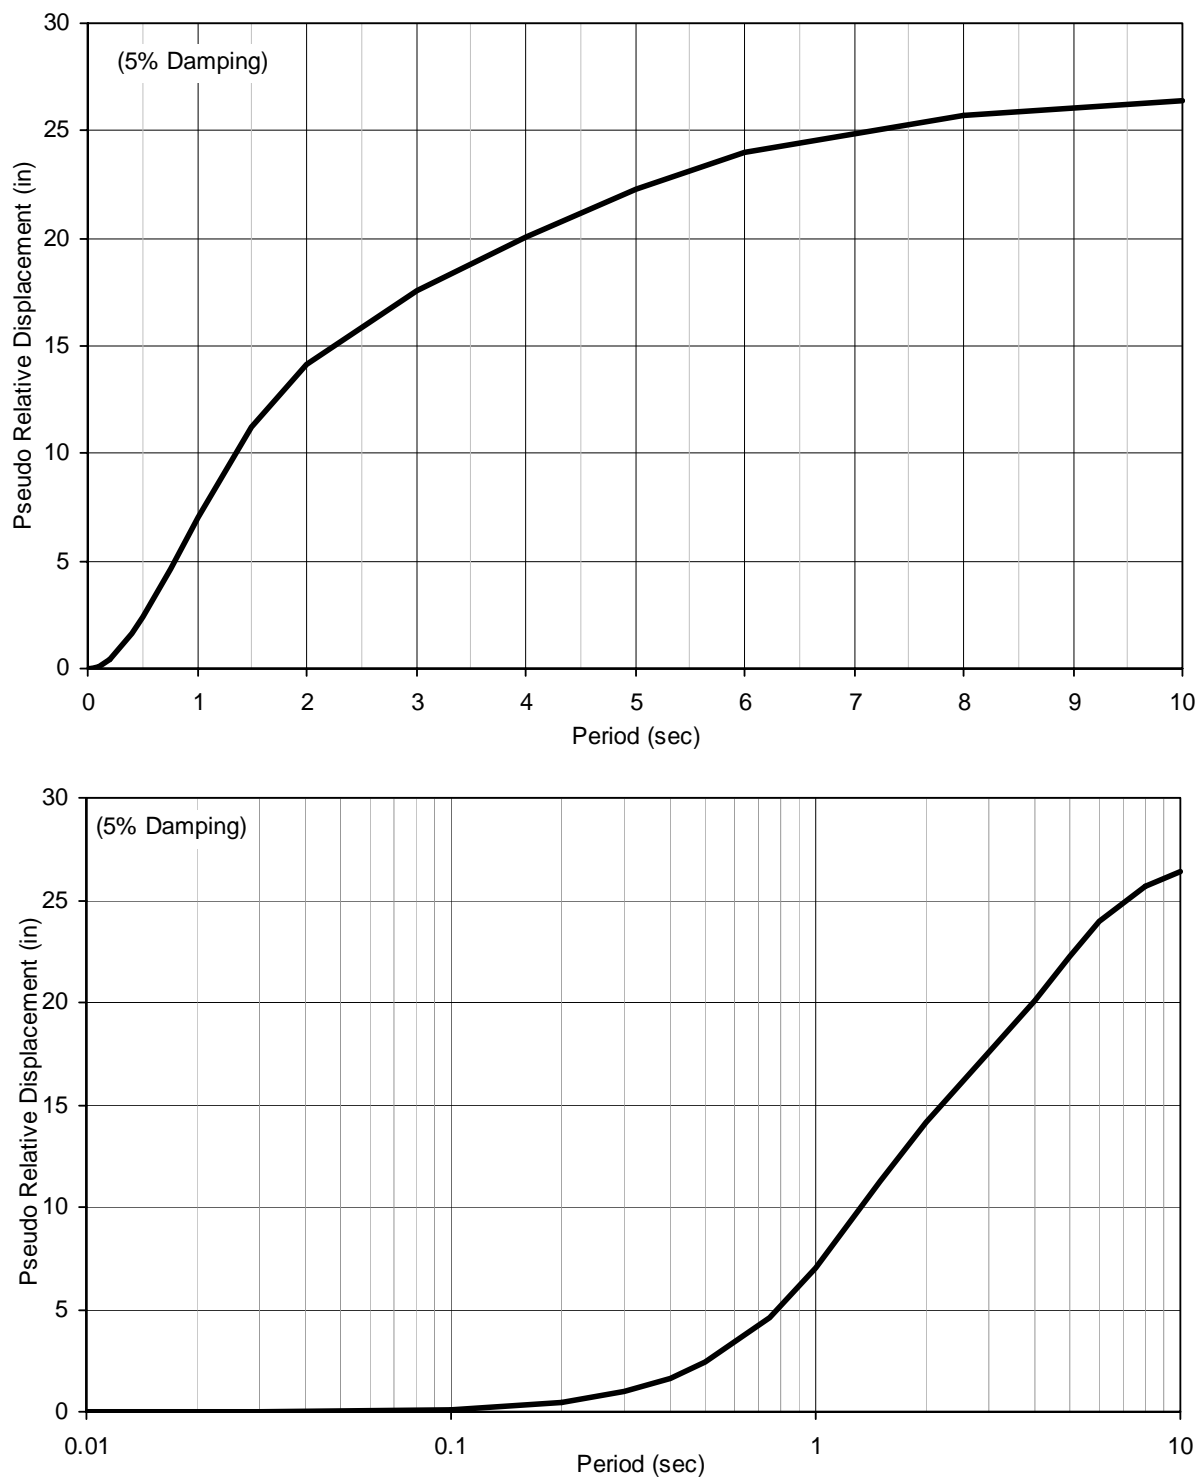 30
(5% Damping)
25
20
15
10
5
0
Pseudo Relative Displacement (in)
0 1 2 3 4 5 6 7 8 9 10
Period (sec)
30
(5% Damping)
25
20
15
10
5
0
Pseudo Relative Displacement (in)
0.01 0.1 1 10
Period (sec)